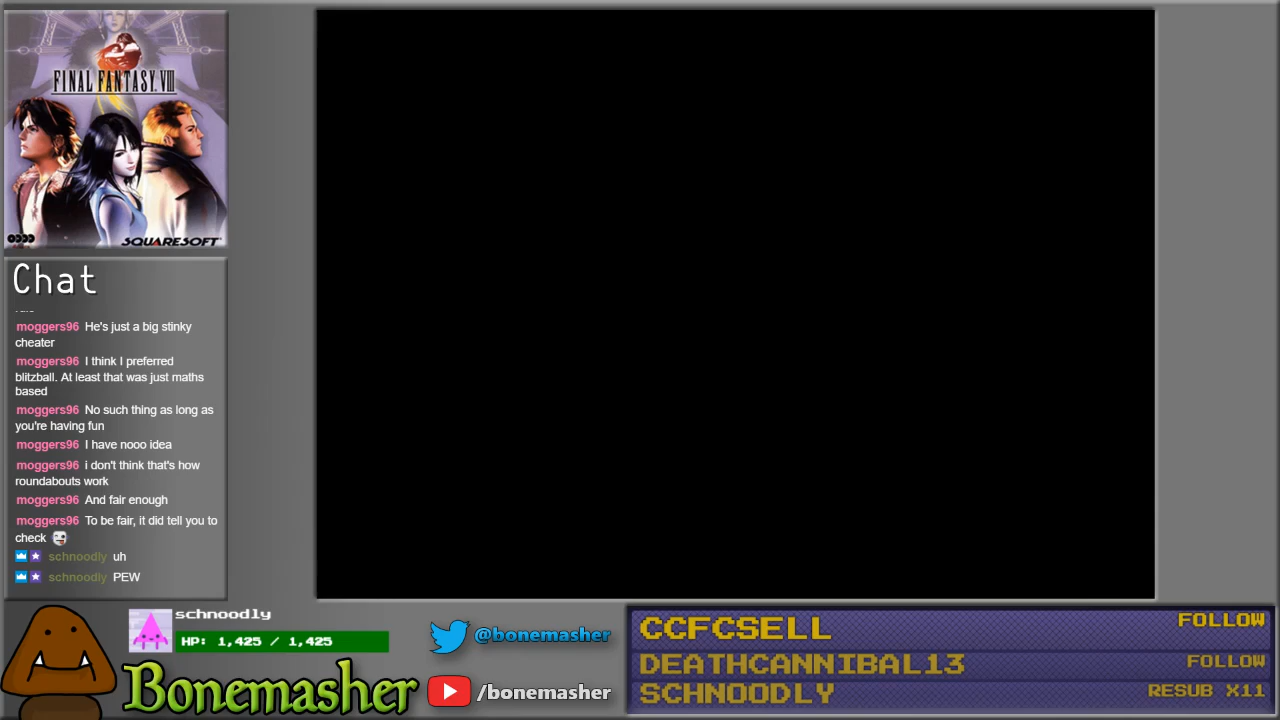 FINAL FANTASY VIII
SQUARESOFT
Chat
moggers96 He's just a big stinky
cheater
moggers96 I think I preferred
blitzball. At least that was just maths
based
moggers96 No such thing as long as
you're having fun
moggers96 I have nooo idea
moggers96 i don't think that's how
roundabouts work
moggers96 And fair enough
moggers96 To be fair, it did tell you to
check
schnoodly uh
schnoodly PEW
schnoodly
HP: 1,425 / 1,425
Bonemasher
@bonemasher
/bonemasher
CCFCSELL FOLLOW
DEATHCANNIBAL13 FOLLOW
SCHNOODLY RESUB X11